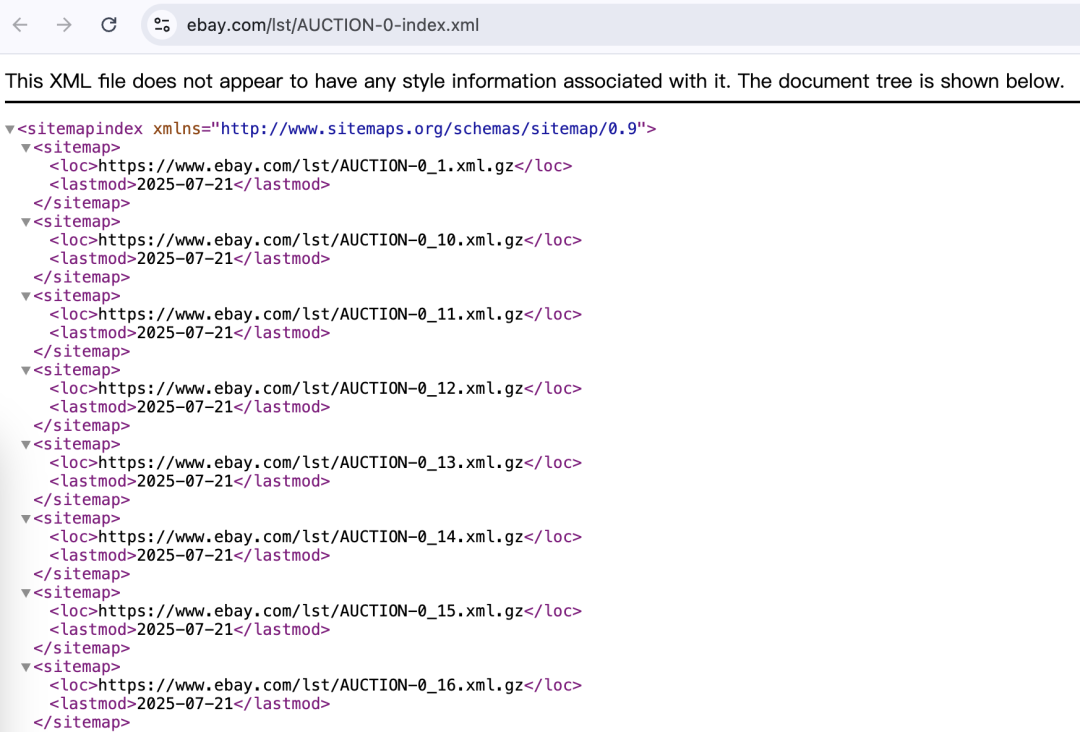 ebay.com/lst/AUCTION-0-index.xml
This XML file does not appear to have any style information associated with it. The document tree is shown below.
▼<sitemapindex xmlns="http://www.sitemaps.org/schemas/sitemap/0.9">
▼<sitemap>
<loc>https://www.ebay.com/lst/AUCTION-0_1.xml.gz</loc>
<lastmod>2025-07-21</lastmod>
</sitemap>
▼<sitemap>
<loc>https://www.ebay.com/lst/AUCTION-0_10.xml.gz</loc>
<lastmod>2025-07-21</lastmod>
</sitemap>
▼<sitemap>
<loc>https://www.ebay.com/lst/AUCTION-0_11.xml.gz</loc>
<lastmod>2025-07-21</lastmod>
</sitemap>
▼<sitemap>
<loc>https://www.ebay.com/lst/AUCTION-0_12.xml.gz</loc>
<lastmod>2025-07-21</lastmod>
</sitemap>
▼<sitemap>
<loc>https://www.ebay.com/lst/AUCTION-0_13.xml.gz</loc>
<lastmod>2025-07-21</lastmod>
</sitemap>
▼<sitemap>
<loc>https://www.ebay.com/lst/AUCTION-0_14.xml.gz</loc>
<lastmod>2025-07-21</lastmod>
</sitemap>
▼<sitemap>
<loc>https://www.ebay.com/lst/AUCTION-0_15.xml.gz</loc>
<lastmod>2025-07-21</lastmod>
</sitemap>
▼<sitemap>
<loc>https://www.ebay.com/lst/AUCTION-0_16.xml.gz</loc>
<lastmod>2025-07-21</lastmod>
</sitemap>